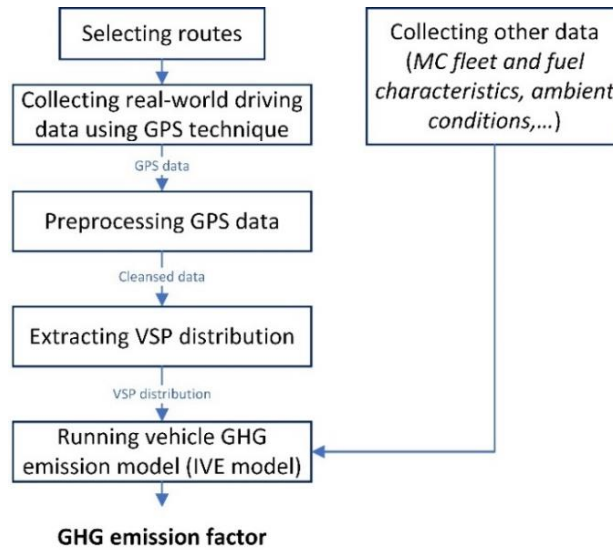 Selecting routes
Collecting real-world driving
data using GPS technique
GPS data
Preprocessing GPS data
Cleansed data
Extracting VSP distribution
VSP distribution
Running vehicle GHG
emission model (IVE model)
GHG emission factor
Collecting other data
(MC fleet and fuel
characteristics, ambient
conditions,...)